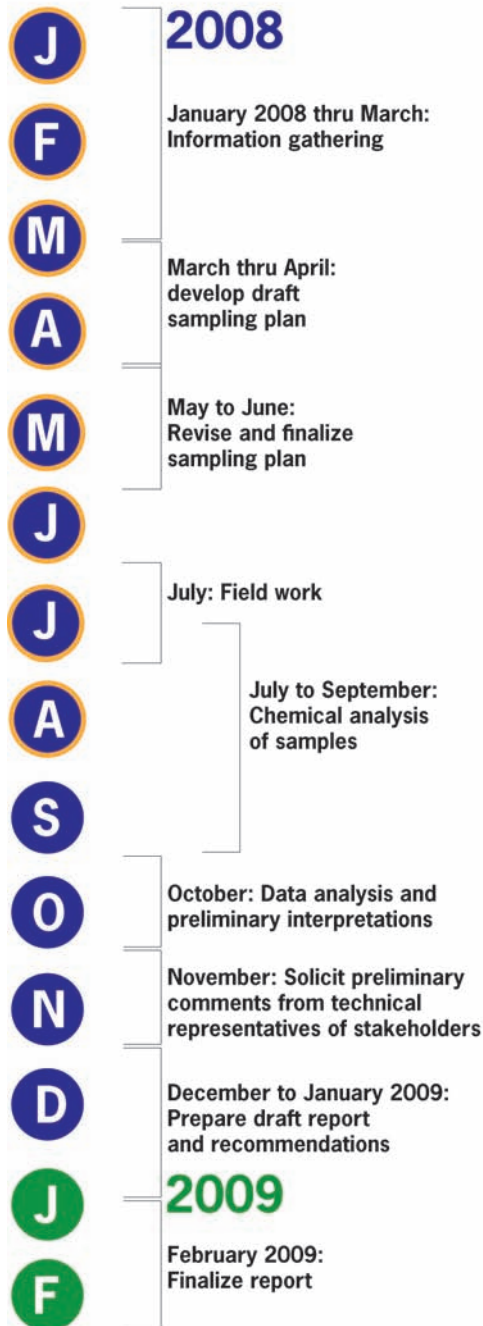 J
2008
F
January 2008 thru March:
Information gathering
M
March thru April:
develop draft
sampling plan
A
M
May to June:
Revise and finalize
sampling plan
J
J
July: Field work
A
July to September:
Chemical analysis
of samples
S
O
October: Data analysis and
preliminary interpretations
N
November: Solicit preliminary
comments from technical
representatives of stakeholders
D
December to January 2009:
Prepare draft report
and recommendations
J
2009
F
February 2009:
Finalize report